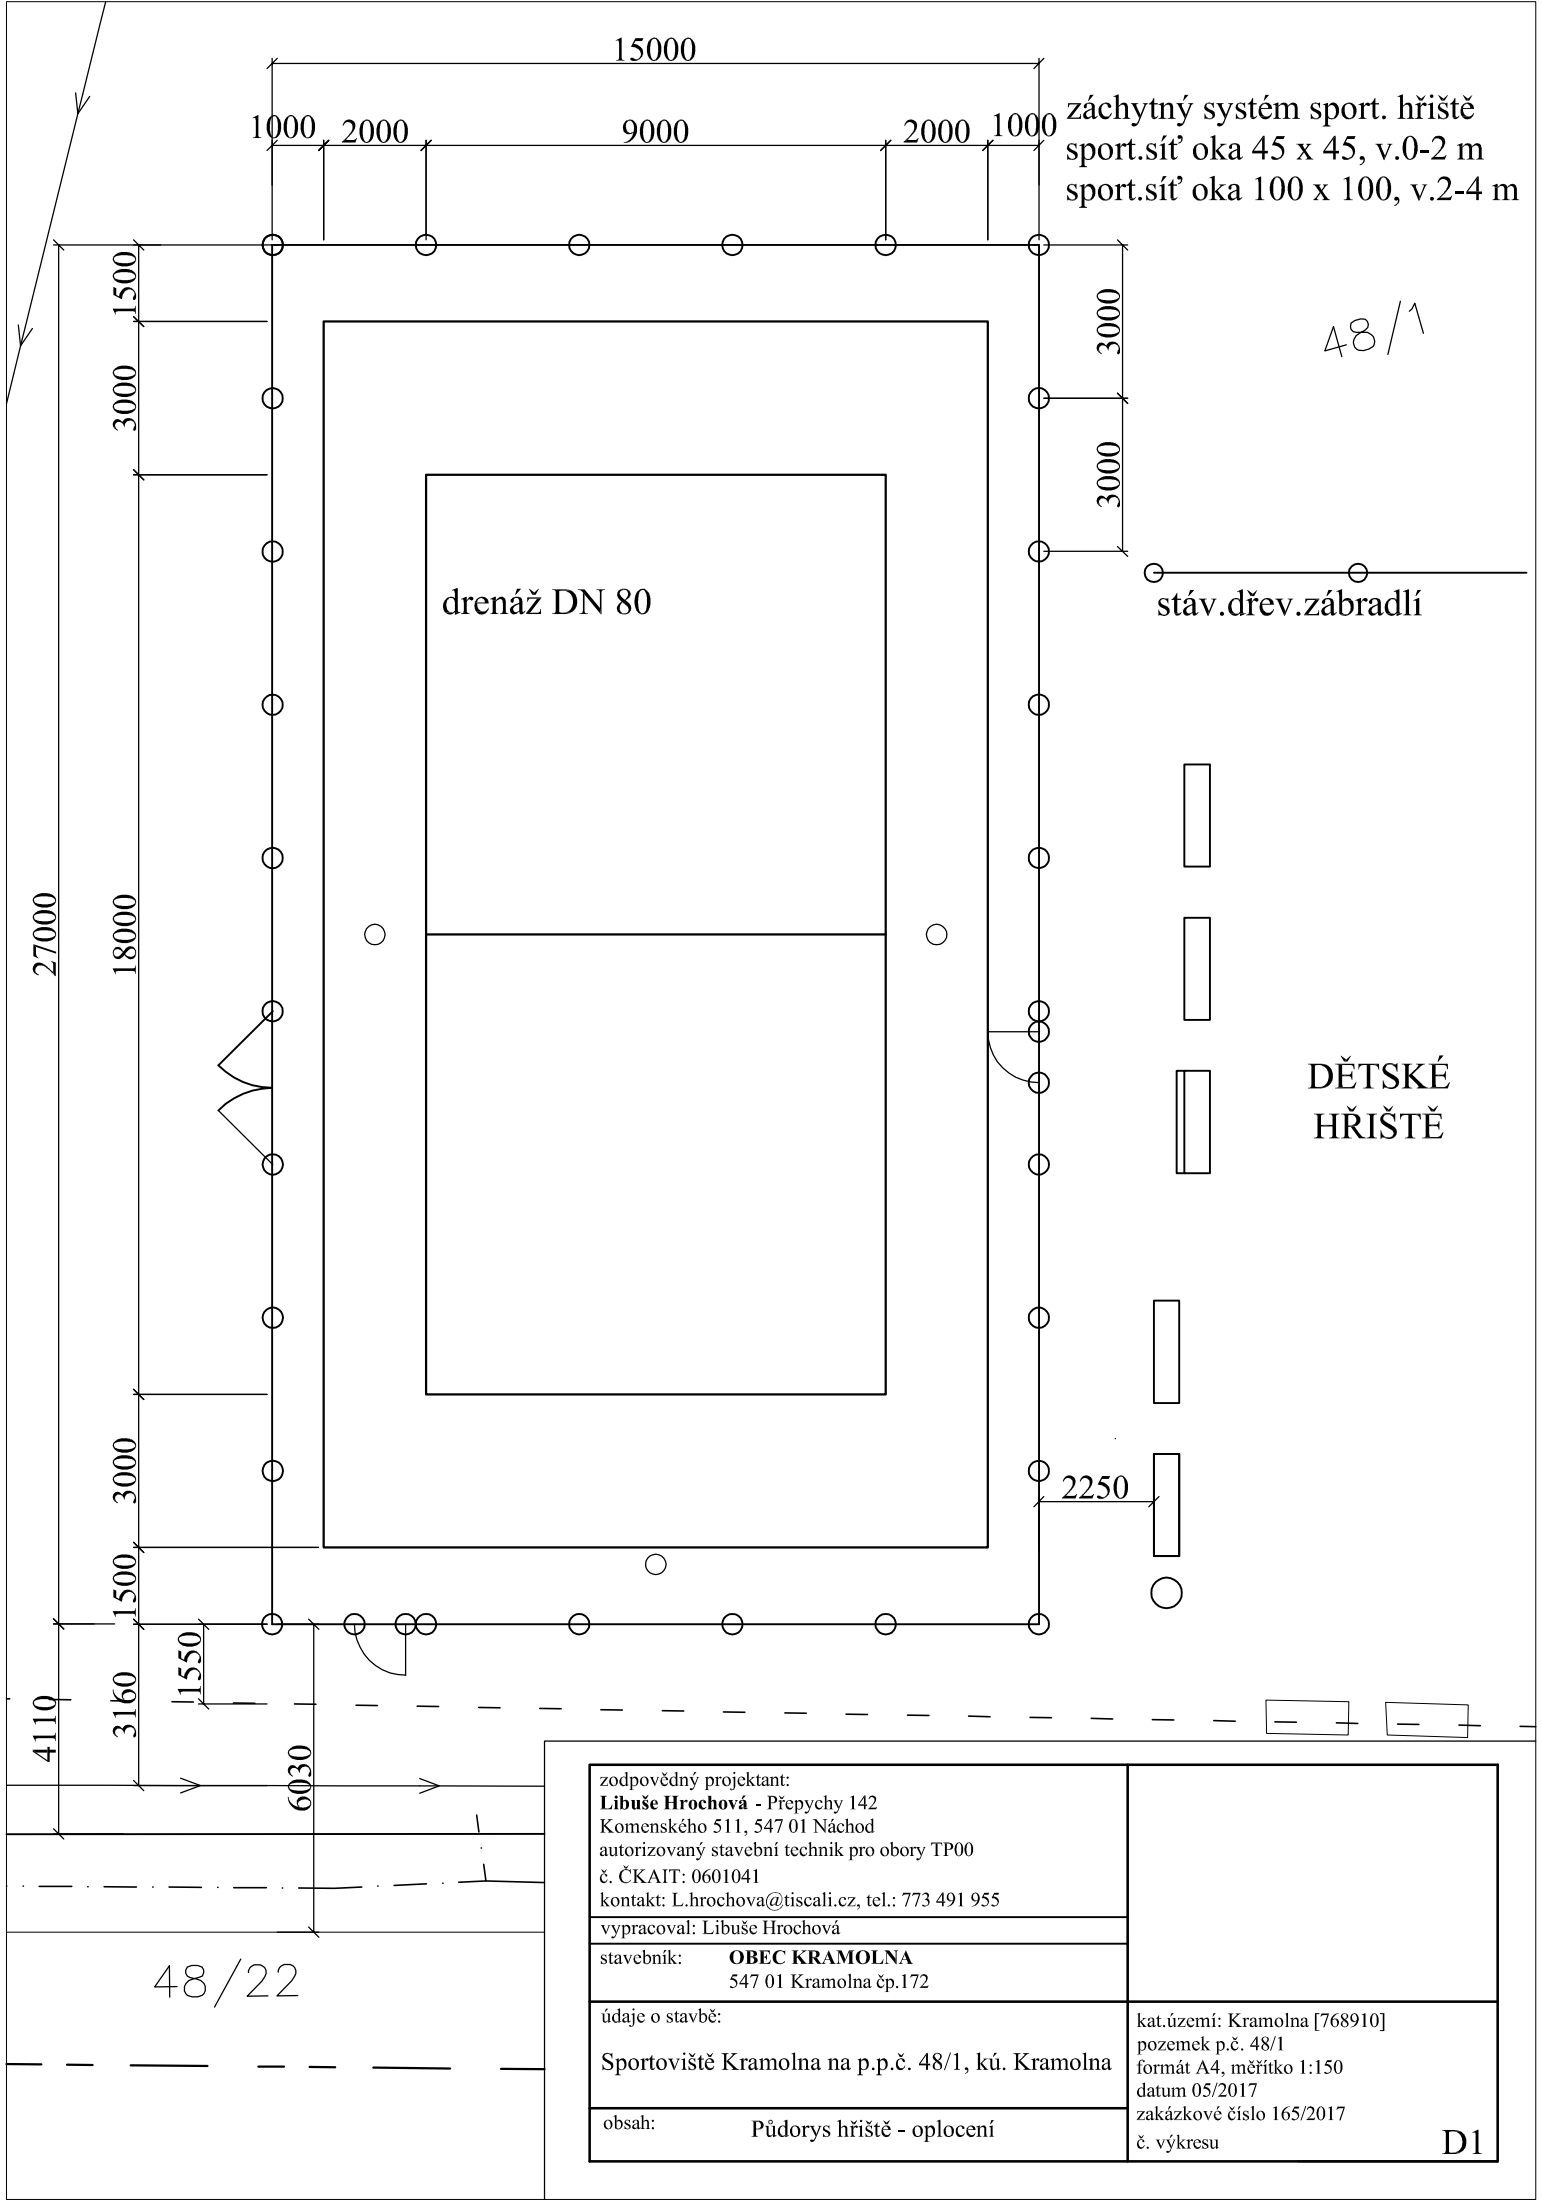 15000
1000
2000
9000
2000
1000
záchytný systém sport. hřiště
sport.síť oka 45 x 45, v.0-2 m
sport.síť oka 100 x 100, v.2-4 m
1500
3000
3000
3000
48/1
drenáž DN 80
stáv.dřev.zábradlí
27000
18000
DĚTSKÉ
HŘIŠTĚ
3000
2250
1500
1550
4110
3160
6030
48/22
zodpovědný projektant:
Libuše Hrochová - Přepychy 142
Komenského 511, 547 01 Náchod
autorizovaný stavební technik pro obory TP00
č. ČKAIT: 0601041
kontakt: L.hrochova@tiscali.cz, tel.: 773 491 955
vypracoval: Libuše Hrochová
stavebník: OBEC KRAMOLNA
547 01 Kramolna čp.172
údaje o stavbě:
Sportoviště Kramolna na p.p.č. 48/1, kú. Kramolna
obsah: Půdorys hřiště - oplocení
kat.území: Kramolna [768910]
pozemek p.č. 48/1
formát A4, měřítko 1:150
datum 05/2017
zakázkové číslo 165/2017
č. výkresu D1